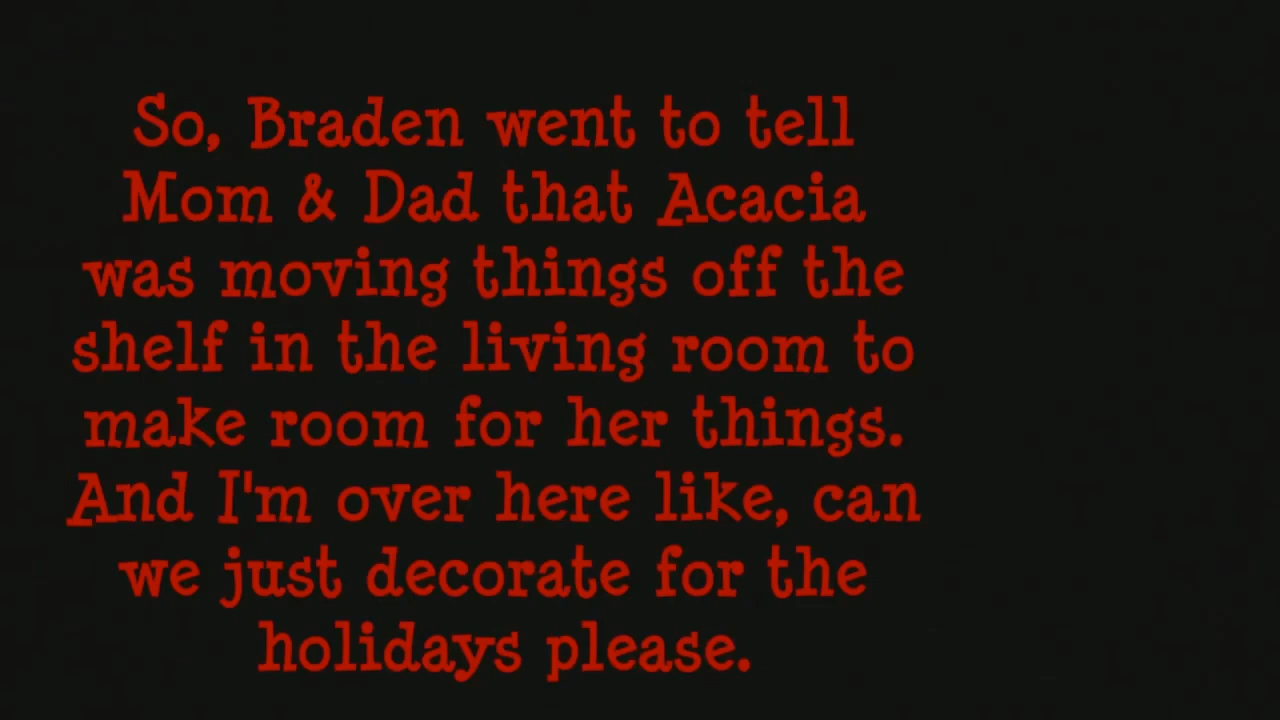 So, Braden went to tell
Mom & Dad that Acacia
was moving things off the
shelf in the living room to
make room for her things.
And I'm over here like, can
we just decorate for the
holidays please.